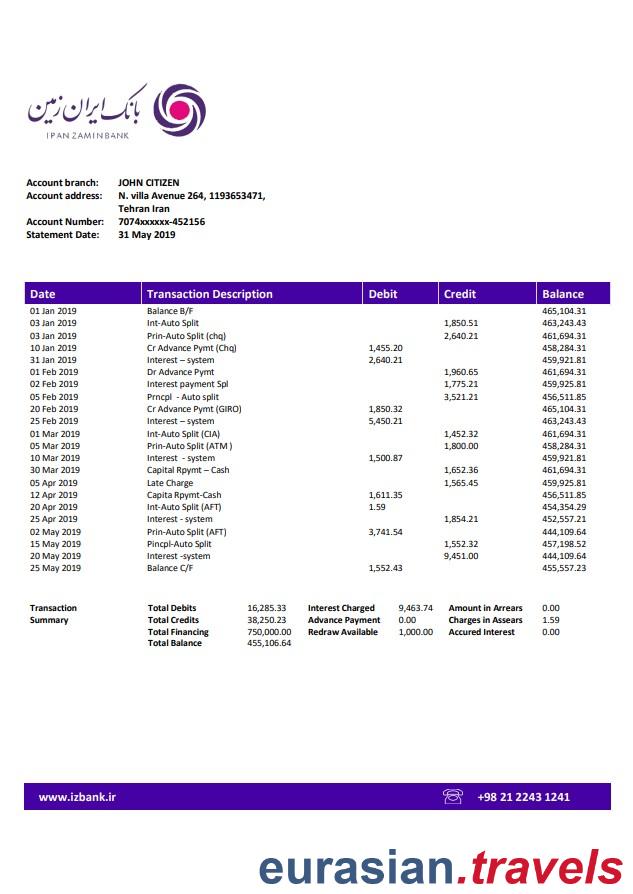 بانک ایران زمین
IPANZAMINBANK
Account branch: JOHN CITIZEN
Account address: N. villa Avenue 264, 1193653471,
Tehran Iran
Account Number: 7074xxxxxx-452156
Statement Date: 31 May 2019
Date Transaction Description Debit Credit Balance
01 Jan 2019 Balance B/F 465,104.31
03 Jan 2019 Int-Auto Split 1,850.51 463,243.43
03 Jan 2019 Prin-Auto Split (chq) 2,640.21 461,694.31
10 Jan 2019 Cr Advance Pymt (Chq) 1,455.20 458,284.31
31 Jan 2019 Interest – system 2,640.21 459,921.81
01 Feb 2019 Dr Advance Pymt 1,960.65 461,694.31
02 Feb 2019 Interest payment Spl 1,775.21 459,925.81
05 Feb 2019 Prncpl - Auto split 3,521.21 456,511.85
20 Feb 2019 Cr Advance Pymt (GIRO) 1,850.32 465,104.31
25 Feb 2019 Interest – system 5,450.21 463,243.43
01 Mar 2019 Int-Auto Split (CIA) 1,452.32 461,694.31
05 Mar 2019 Prin-Auto Split (ATM ) 1,800.00 458,284.31
10 Mar 2019 Interest - system 1,500.87 459,921.81
30 Mar 2019 Capital Rpymt – Cash 1,652.36 461,694.31
05 Apr 2019 Late Charge 1,565.45 459,925.81
12 Apr 2019 Capita Rpymt-Cash 1,611.35 456,511.85
20 Apr 2019 Int-Auto Split (AFT) 1.59 454,354.29
25 Apr 2019 Interest - system 1,854.21 452,557.21
02 May 2019 Prin-Auto Split (AFT) 3,741.54 444,109.64
15 May 2019 Pincpl-Auto Split 1,552.32 457,198.52
20 May 2019 Interest -system 9,451.00 444,109.64
25 May 2019 Balance C/F 1,552.43 455,557.23
Transaction Total Debits 16,285.33 Interest Charged 9,463.74 Amount in Arrears 0.00
Summary Total Credits 38,250.23 Advance Payment 0.00 Charges in Assears 1.59
Total Financing 750,000.00 Redraw Available 1,000.00 Accured Interest 0.00
Total Balance 455,106.64
www.izbank.ir +98 21 2243 1241
eurasian.travels